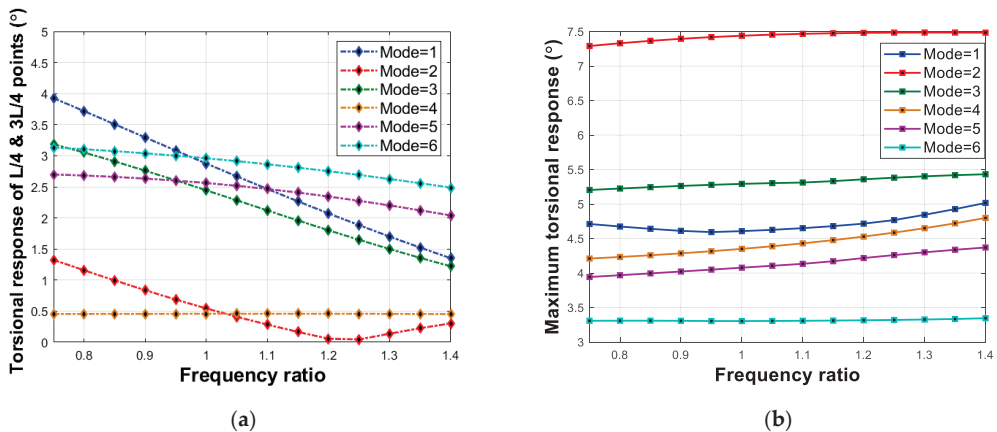 Torsional response of L/4 & 3L/4 points (°)
5
4.5
4
3.5
3
2.5
2
1.5
1
0.5
0
0.8
0.9
1
1.1
1.2
1.3
1.4
Frequency ratio
Mode=1
Mode=2
Mode=3
Mode=4
Mode=5
Mode=6
(a)
Maximum torsional response (°)
7.5
7
6.5
6
5.5
5
4.5
4
3.5
3
0.8
0.9
1
1.1
1.2
1.3
1.4
Frequency ratio
Mode=1
Mode=2
Mode=3
Mode=4
Mode=5
Mode=6
(b)